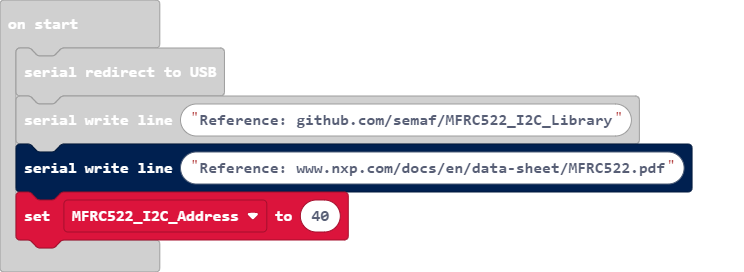 on start
serial redirect to USB
serial write line "Reference: github.com/semaf/MFRC522_I2C_Library"
serial write line "Reference: www.nxp.com/docs/en/data-sheet/MFRC522.pdf"
set MFRC522_I2C_Address to 40